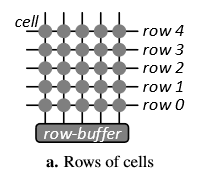 cell
row 4
row 3
row 2
row 1
row 0
row-buffer
a. Rows of cells